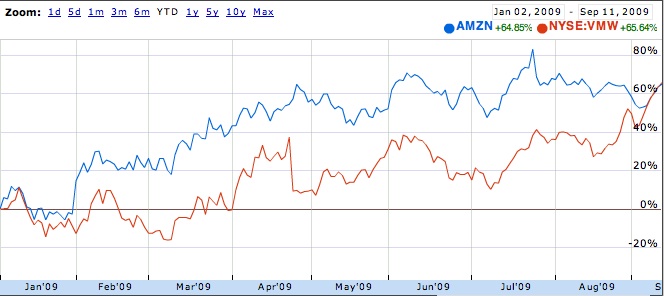 Zoom: 1d 5d 1m 3m 6m YTD 1y 5y 10y Max
Jan 02, 2009 - Sep 11, 2009
AMZN +64.85% NYSE:VMW +65.64%
80%
60%
40%
20%
0%
-20%
Jan'09 Feb'09 Mar'09 Apr'09 May'09 Jun'09 Jul'09 Aug'09 S